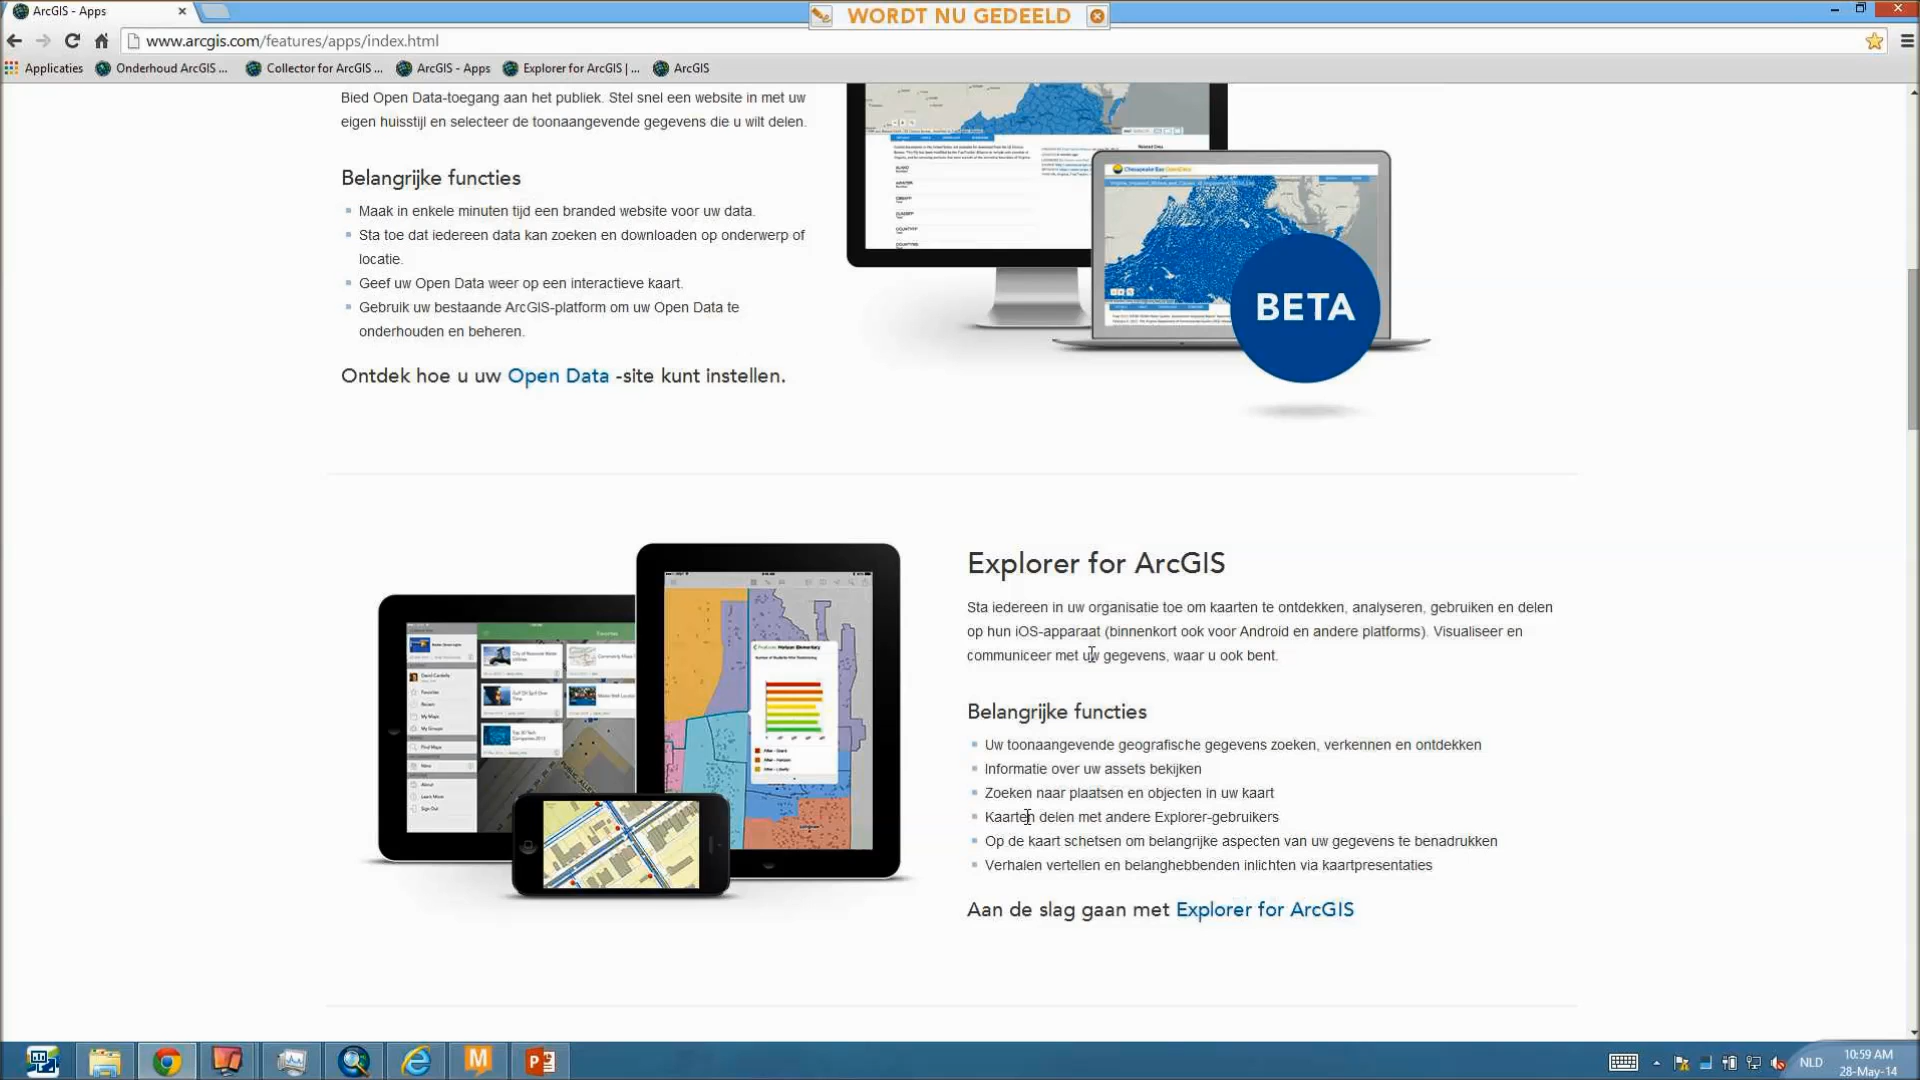 ArcGIS - Apps
WORDT NU GEDEELD
www.arcgis.com/features/apps/index.html
Applicaties
Onderhoud ArcGIS ...
Collector for ArcGIS ...
ArcGIS - Apps
Explorer for ArcGIS | ...
ArcGIS
Bied Open Data-toegang aan het publiek. Stel snel een website in met uw
eigen huisstijl en selecteer de toonaangevende gegevens die u wilt delen.
Belangrijke functies
Maak in enkele minuten tijd een branded website voor uw data.
Sta toe dat iedereen data kan zoeken en downloaden op onderwerp of
locatie.
Geef uw Open Data weer op een interactieve kaart.
Gebruik uw bestaande ArcGIS-platform om uw Open Data te
onderhouden en beheren.
Ontdek hoe u uw Open Data -site kunt instellen.
BETA
Explorer for ArcGIS
Sta iedereen in uw organisatie toe om kaarten te ontdekken, analyseren, gebruiken en delen
op hun iOS-apparaat (binnenkort ook voor Android en andere platforms). Visualiseer en
communiceer met uw gegevens, waar u ook bent.
Belangrijke functies
Uw toonaangevende geografische gegevens zoeken, verkennen en ontdekken
Informatie over uw assets bekijken
Zoeken naar plaatsen en objecten in uw kaart
Kaarten delen met andere Explorer-gebruikers
Op de kaart schetsen om belangrijke aspecten van uw gegevens te benadrukken
Verhalen vertellen en belanghebbenden inlichten via kaartpresentaties
Aan de slag gaan met Explorer for ArcGIS
NLD
10:59 AM
28-May-14